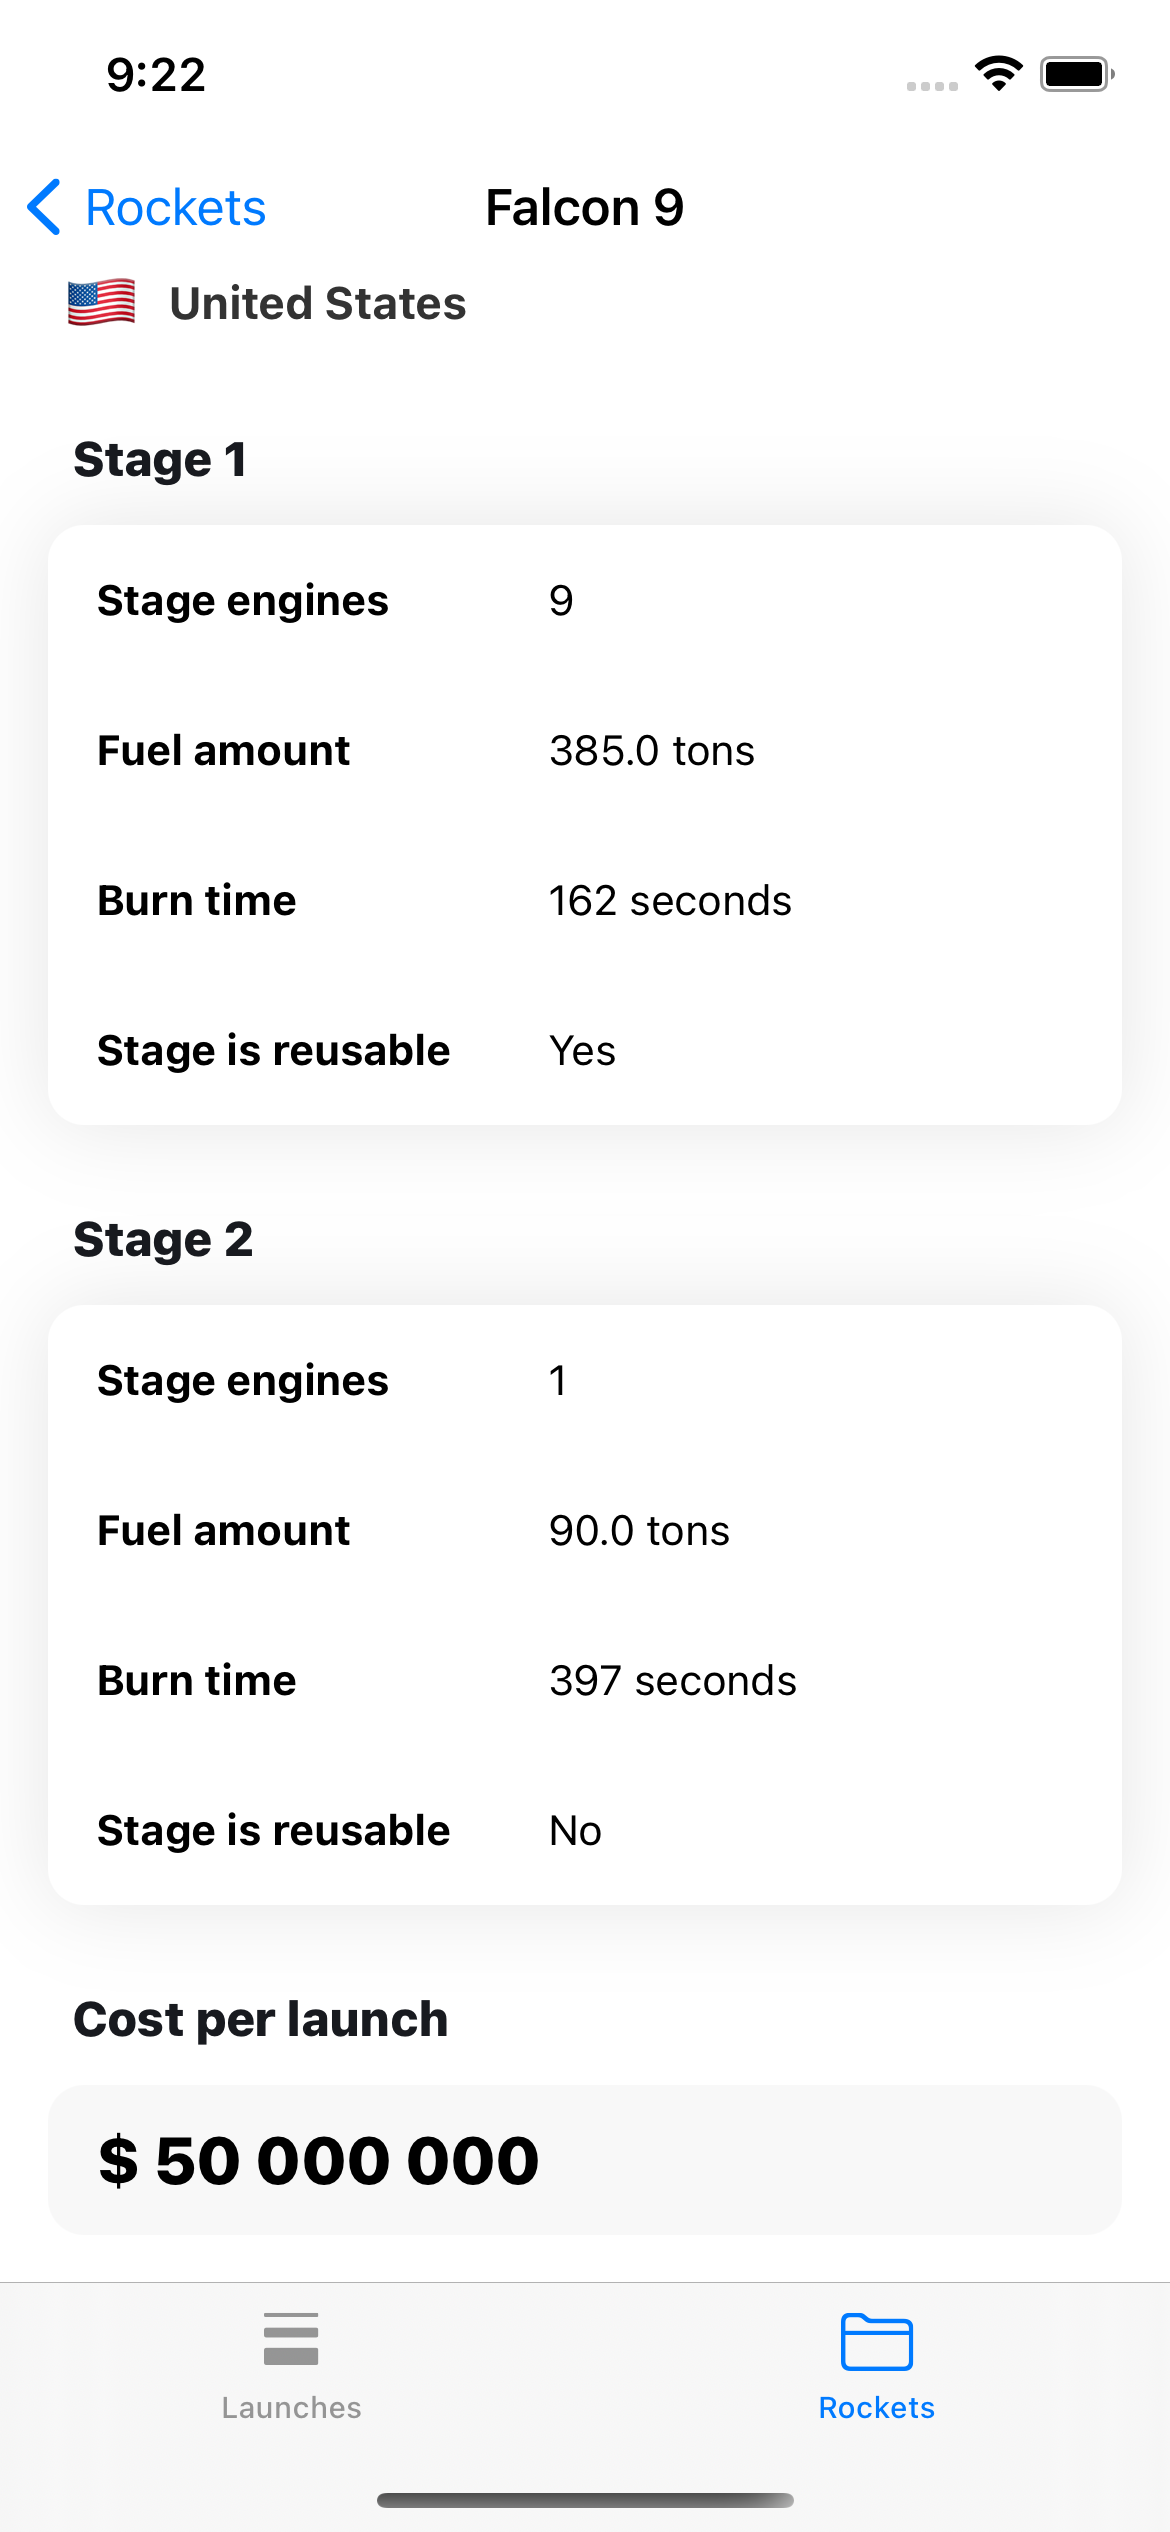 9:22
Rockets
Falcon 9
United States
Stage 1
Stage engines 9
Fuel amount 385.0 tons
Burn time 162 seconds
Stage is reusable Yes
Stage 2
Stage engines 1
Fuel amount 90.0 tons
Burn time 397 seconds
Stage is reusable No
Cost per launch
$ 50 000 000
Launches
Rockets